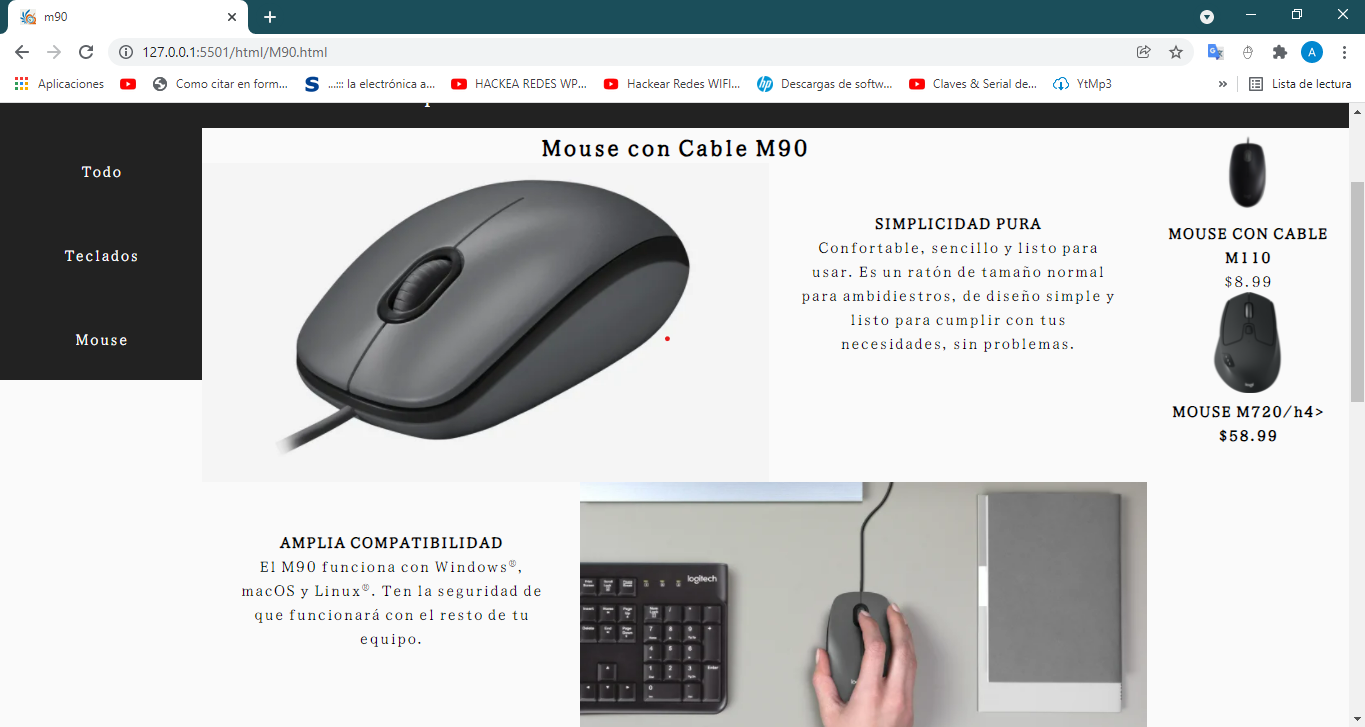 m90
127.0.0.1:5501/html/M90.html
A
Aplicaciones
Como citar en form...
...::: la electrónica a...
HACKEA REDES WP...
Hackear Redes WIFI...
Descargas de softw...
Claves & Serial de...
YtMp3
»
Lista de lectura
Todo
Teclados
Mouse
Mouse con Cable M90
SIMPLICIDAD PURA
Confortable, sencillo y listo para
usar. Es un ratón de tamaño normal
para ambidiestros, de diseño simple y
listo para cumplir con tus
necesidades, sin problemas.
MOUSE CON CABLE
M110
$8.99
logi
MOUSE M720/h4>
$58.99
AMPLIA COMPATIBILIDAD
El M90 funciona con Windows®,
macOS y Linux®. Ten la seguridad de
que funcionará con el resto de tu
equipo.
logitech